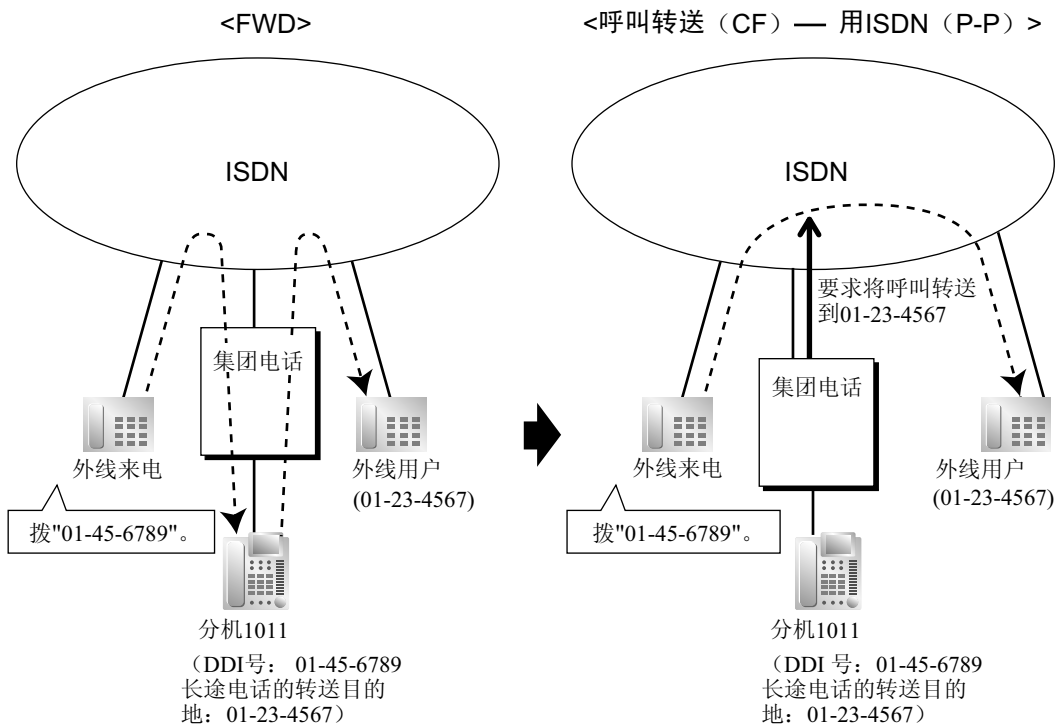 <FWD>
ISDN
集团电话
外线来电
拨"01-45-6789"。
外线用户
(01-23-4567)
分机1011
（DDI号： 01-45-6789
长途电话的转送目的
地：01-23-4567）
<呼叫转送（CF）— 用ISDN（P-P）>
ISDN
要求将呼叫转送
到01-23-4567
集团电话
外线来电
拨"01-45-6789"。
外线用户
(01-23-4567)
分机1011
（DDI 号：01-45-6789
长途电话的转送目的
地：01-23-4567）